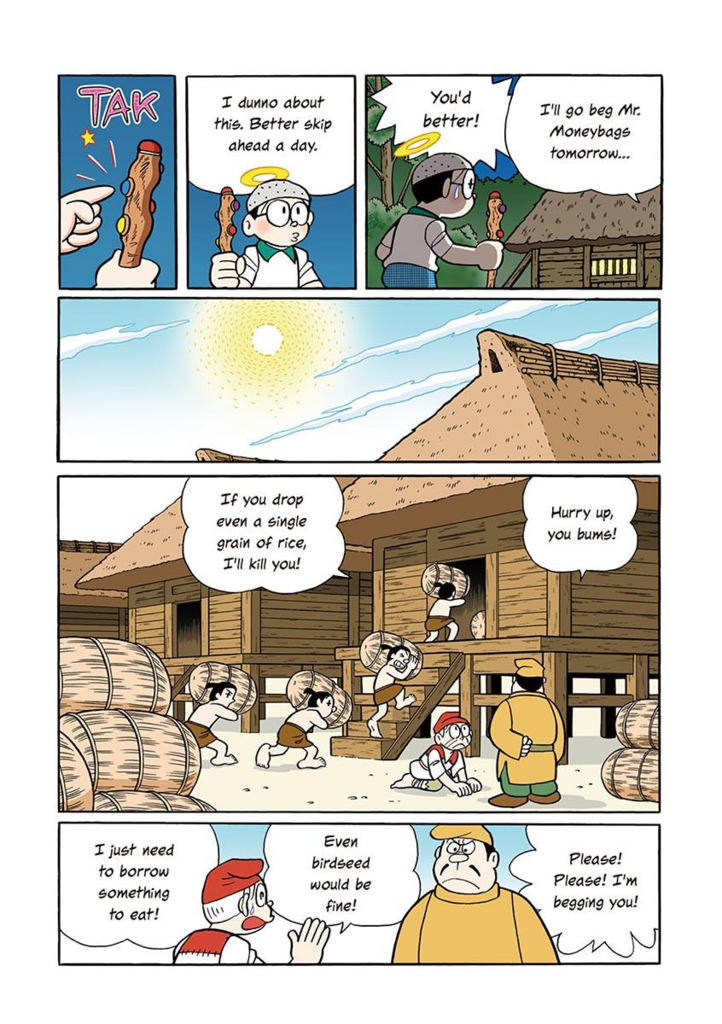 TAK
I dunno about
this. Better skip
ahead a day.
You'd
better!
I'll go beg Mr.
Moneybags
tomorrow...
If you drop
even a single
grain of rice,
I'll kill you!
Hurry up,
you bums!
I just need
to borrow
something
to eat!
Even
birdseed
would be
fine!
Please!
Please! I'm
begging you!